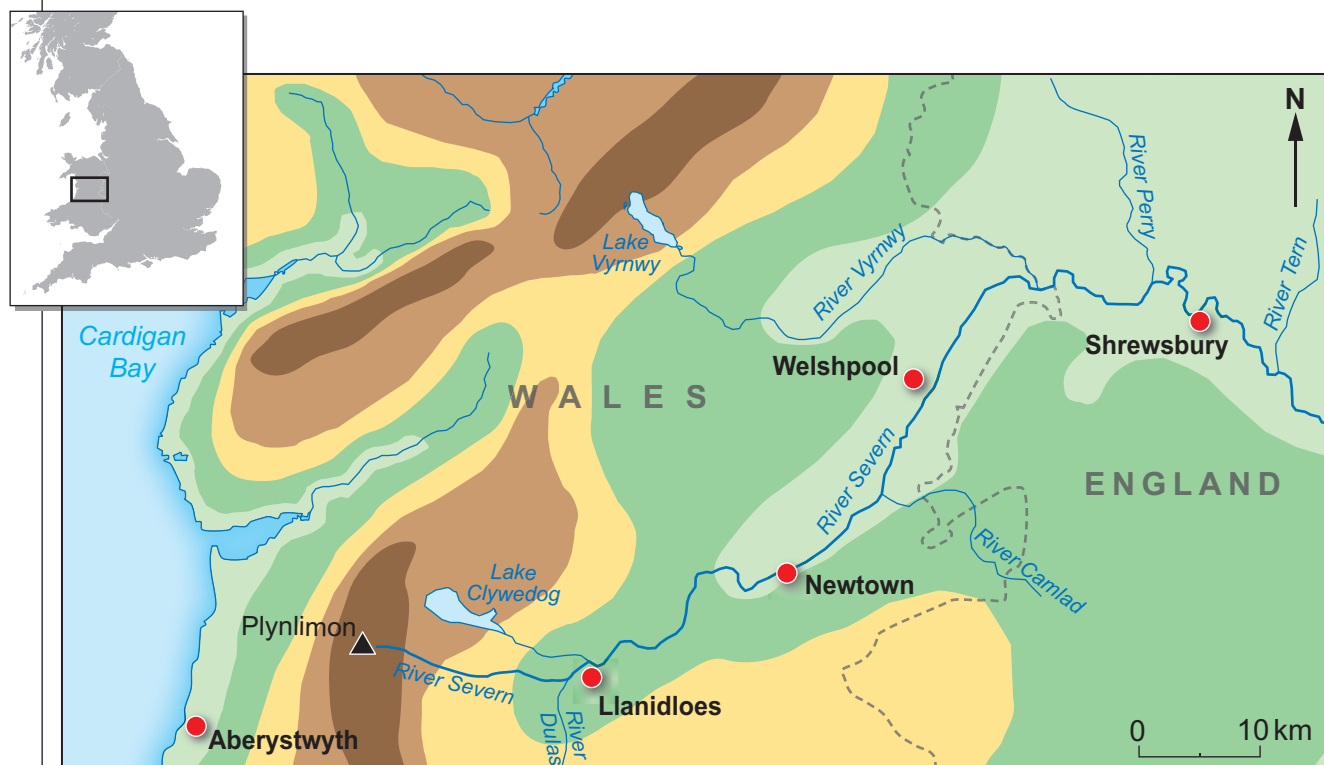 N
River Perry
River Tern
Lake
Vyrnwy
River Vyrnwy
Cardigan
Bay
Shrewsbury
Welshpool
WALES
River Severn
ENGLAND
Lake
Clywedog
Newtown
River Camlad
Plynlimon
River Severn
Llanidloes
River
Dulas
Aberystwyth
0 10 km